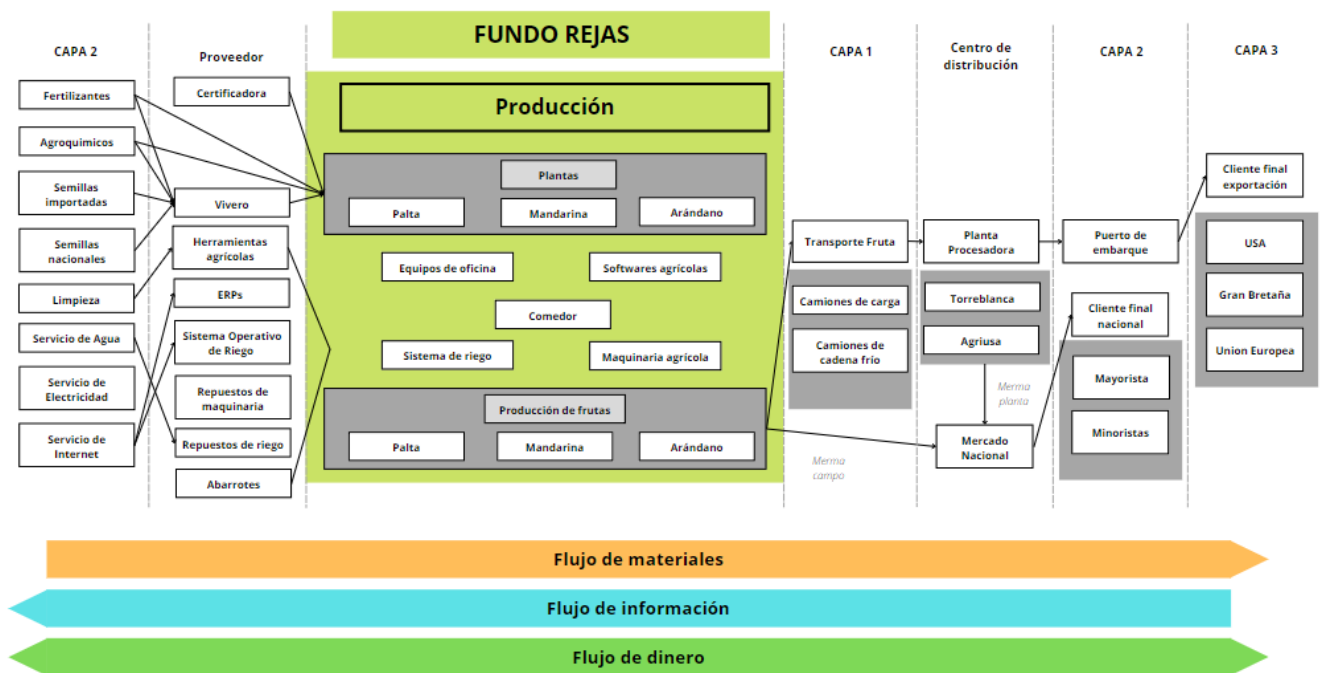 FUNDO REJAS
CAPA 2
Proveedor
CAPA 1
Centro de
distribución
CAPA 2
CAPA 3
Fertilizantes
Agroquimicos
Semillas
importadas
Semillas
nacionales
Limpieza
Servicio de Agua
Servicio de
Electricidad
Servicio de
Internet
Certificadora
Vivero
Herramientas
agrícolas
ERPs
Sistema Operativo
de Riego
Repuestos de
maquinaria
Repuestos de riego
Abarrotes
Producción
Plantas
Palta
Mandarina
Arándano
Equipos de oficina
Softwares agrícolas
Comedor
Sistema de riego
Maquinaria agrícola
Producción de frutas
Palta
Mandarina
Arándano
Transporte Fruta
Camiones de carga
Camiones de
cadena frío
Merma
campo
Planta
Procesadora
Torreblanca
Agriusa
Merma
planta
Mercado
Nacional
Puerto de
embarque
Cliente final
nacional
Mayorista
Minoristas
Cliente final
exportación
USA
Gran Bretaña
Union Europea
Flujo de materiales
Flujo de información
Flujo de dinero